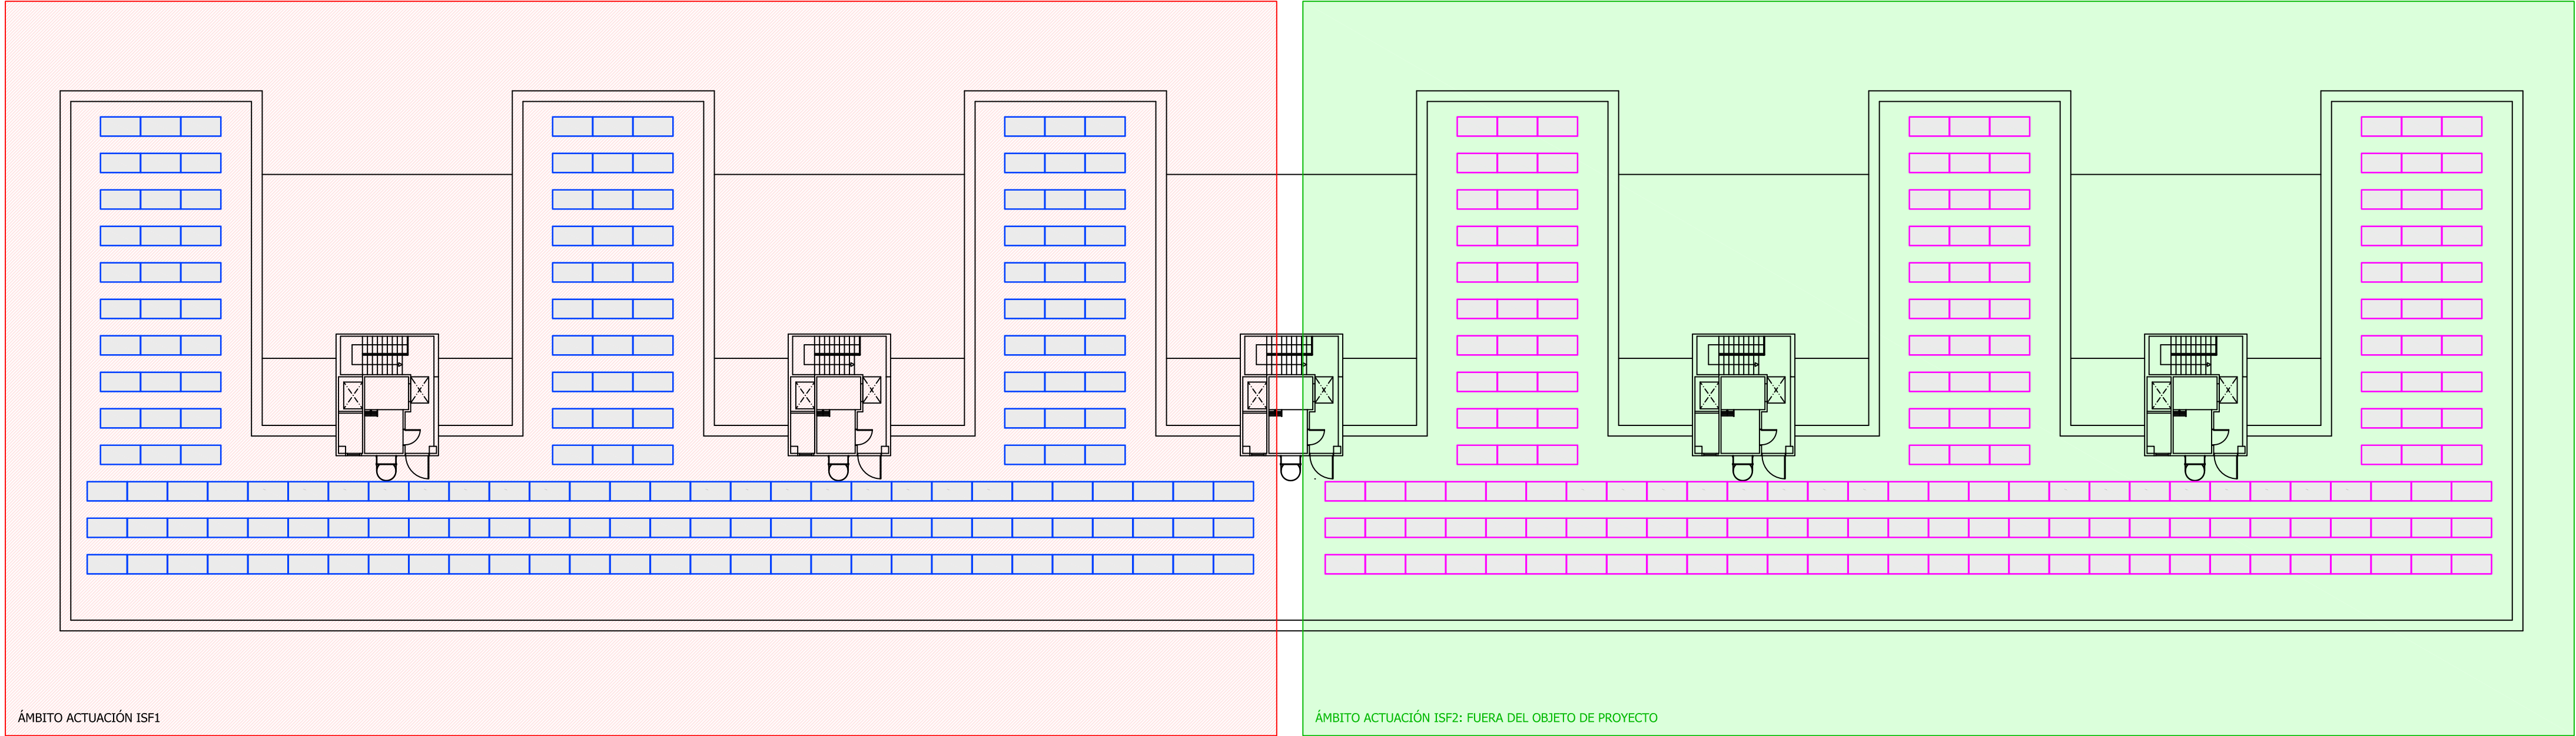 ÁMBITO ACTUACIÓN ISF1
ÁMBITO ACTUACIÓN ISF2: FUERA DEL OBJETO DE PROYECTO